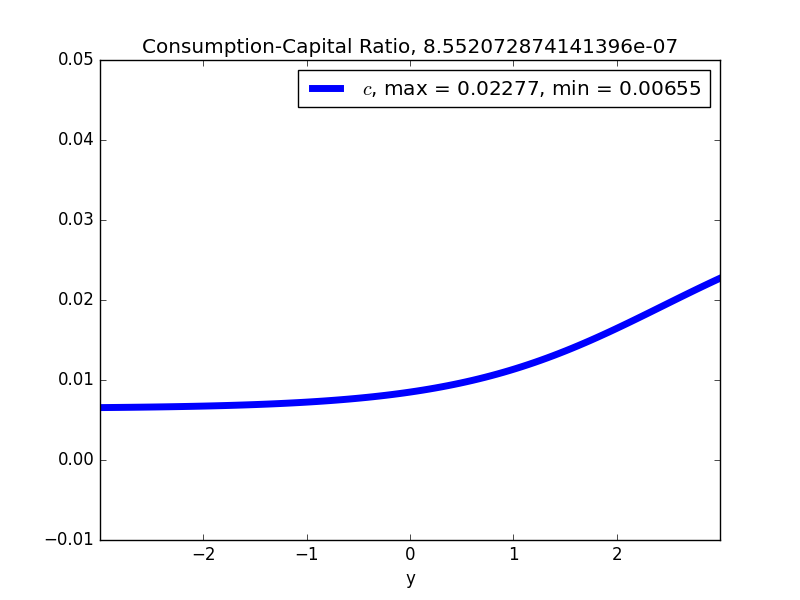 Consumption-Capital Ratio, 8.552072874141396e-07
c, max = 0.02277, min = 0.00655
0.05
0.04
0.03
0.02
0.01
0.00
−0.01
−2 −1 0 1 2
y